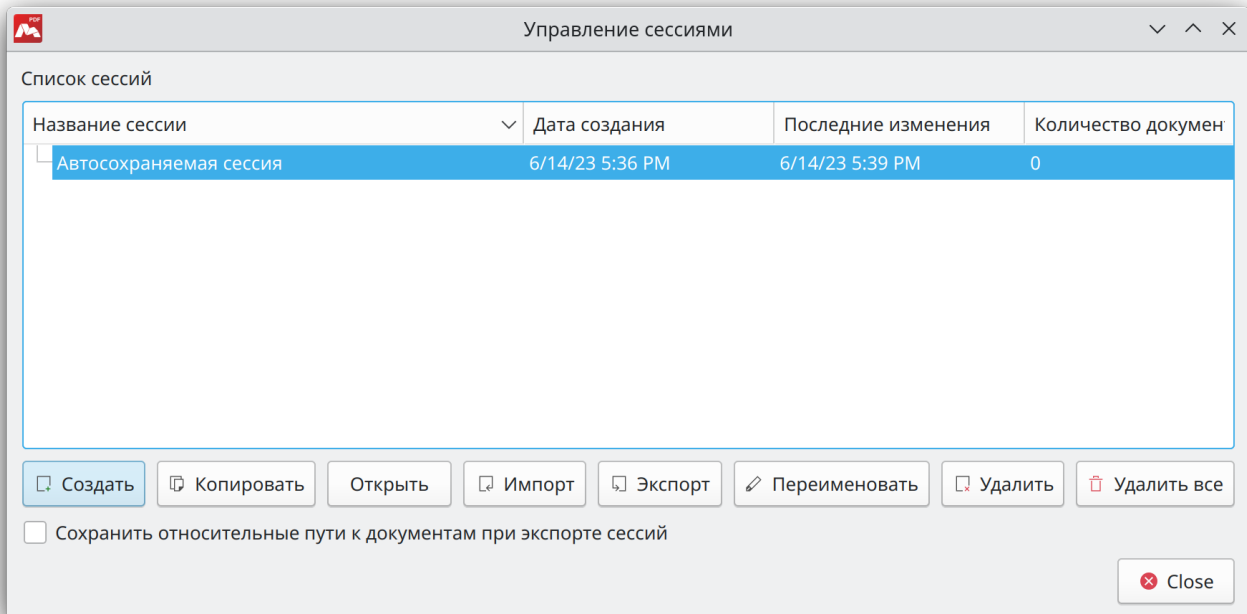 PDF
Управление сессиями
Список сессий
Название сессии Дата создания Последние изменения Количество докумен
Автосохраняемая сессия 6/14/23 5:36 PM 6/14/23 5:39 PM 0
Создать Копировать Открыть Импорт Экспорт Переименовать Удалить Удалить все
Сохранить относительные пути к документам при экспорте сессий
Close